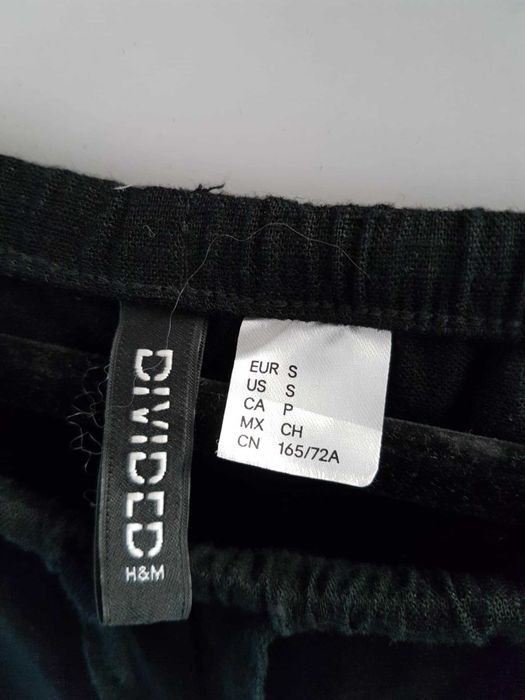 DIVIDED
H&M
EUR S
US S
CA P
MX CH
CN 165/72A